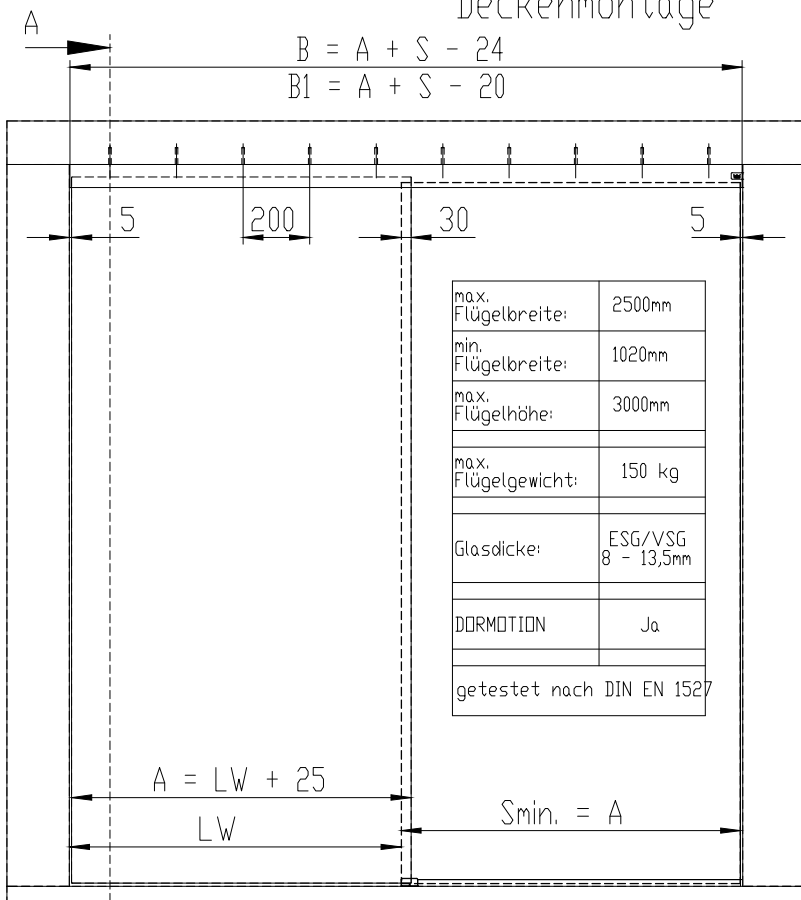 Deckenmontage
A
B = A + S - 24
B1 = A + S - 20
5
200
30
5
max.
Flügelbreite:
2500mm
min.
Flügelbreite:
1020mm
max.
Flügelhöhe:
3000mm
max.
Flügelgewicht:
150 kg
Glasdicke:
ESG/VSG
8 - 13,5mm
DORMOTION
Ja
getestet nach DIN EN 1527
A = LW + 25
Smin. = A
LW